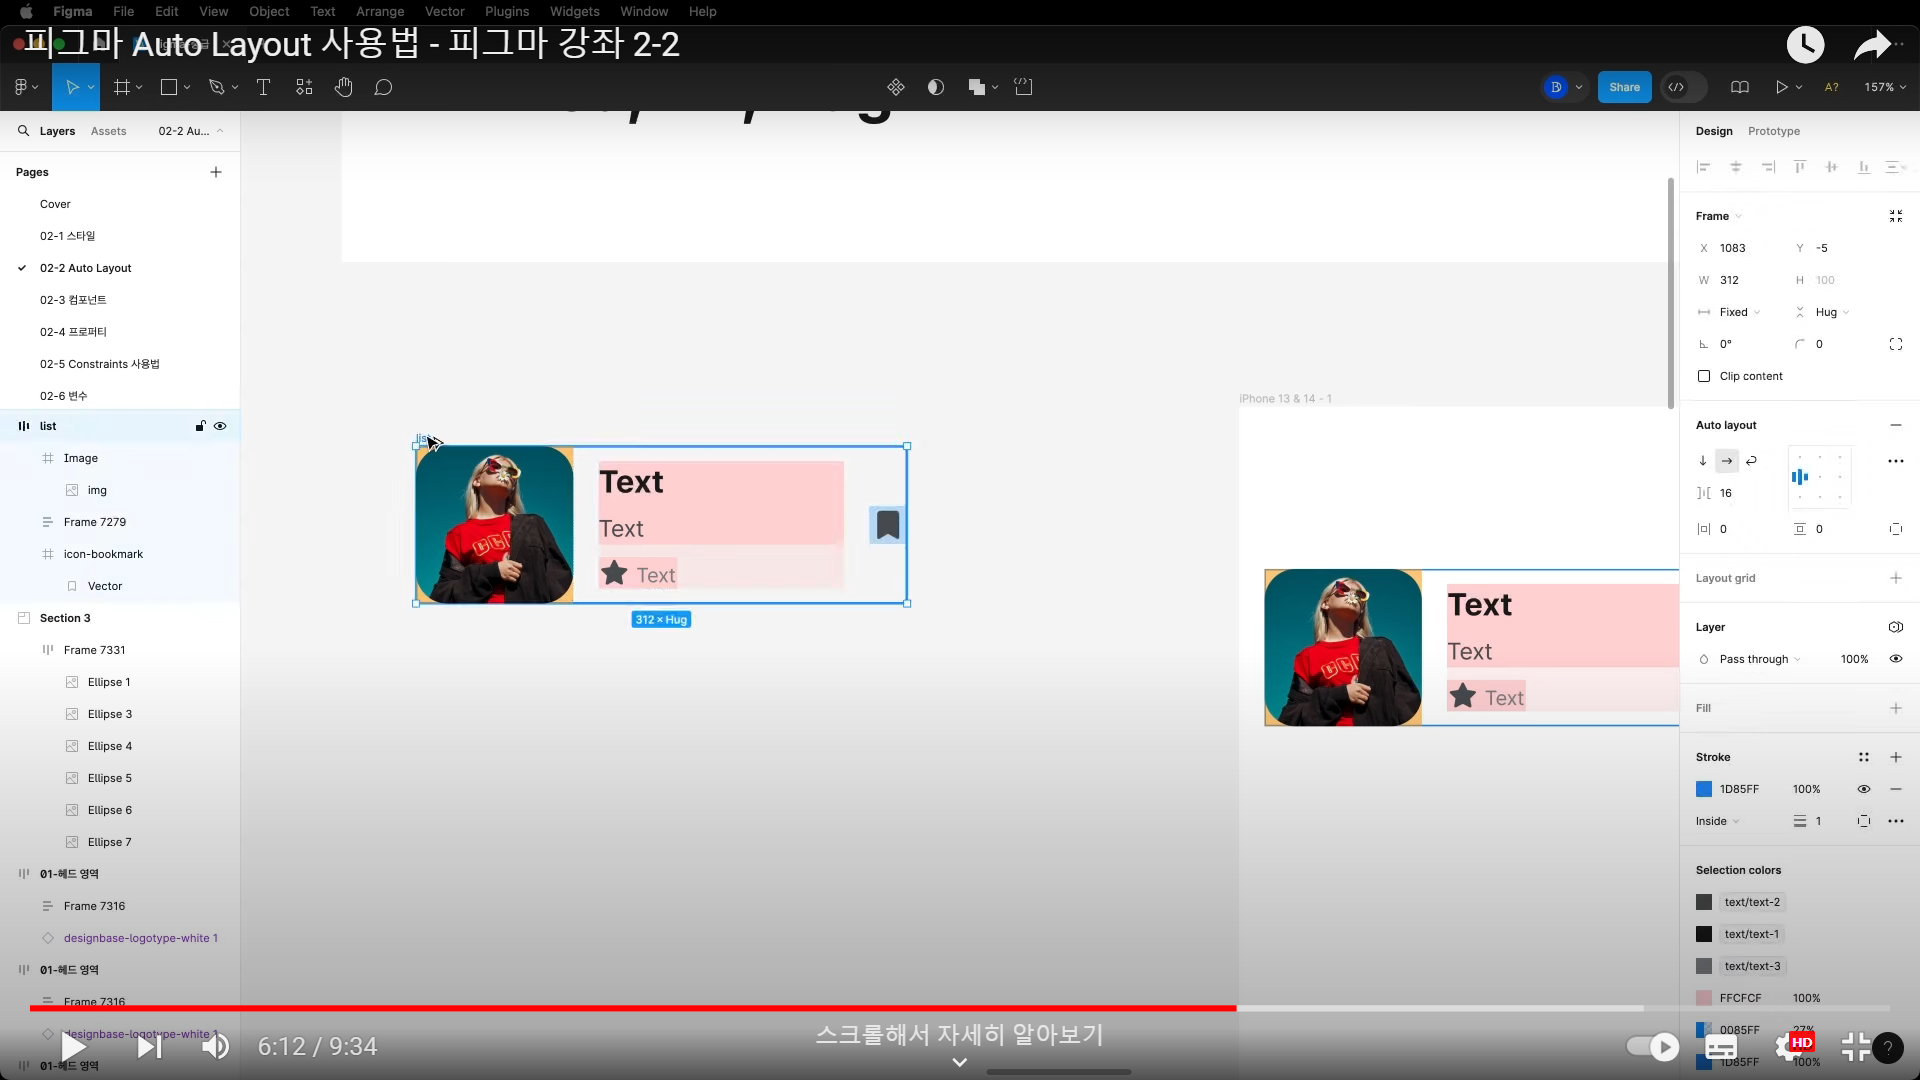 Figma File Edit View Object Text Arrange Vector Plugins Widgets Window Help
피그마 Auto Layout 사용법 - 피그마 강좌 2-2
B Share A? 157%
Layers Assets 02-2 Au...
Pages
Cover
02-1 스타일
02-2 Auto Layout
02-3 컴포넌트
02-4 프로퍼티
02-5 Constraints 사용법
02-6 변수
list
Image
img
Frame 7279
icon-bookmark
Vector
Section 3
Frame 7331
Ellipse 1
Ellipse 3
Ellipse 4
Ellipse 5
Ellipse 6
Ellipse 7
01-헤드 영역
Frame 7316
designbase-logotype-white 1
01-헤드 영역
Frame 7316
designbase-logotype-white 1
01-헤드 영역
Text
Text
Text
312 × Hug
iPhone 13 & 14 - 1
Text
Text
Text
Design Prototype
Frame
X 1083 Y -5
W 312 H 100
Fixed Hug
0° 0
Clip content
Auto layout
16
0 0
Layout grid
Layer
Pass through 100%
Fill
Stroke
1D85FF 100%
Inside 1
Selection colors
text/text-2
text/text-1
text/text-3
FFCFCF 100%
0085FF 27%
1D85FF 100%
6:12 / 9:34
스크롤해서 자세히 알아보기
HD
?